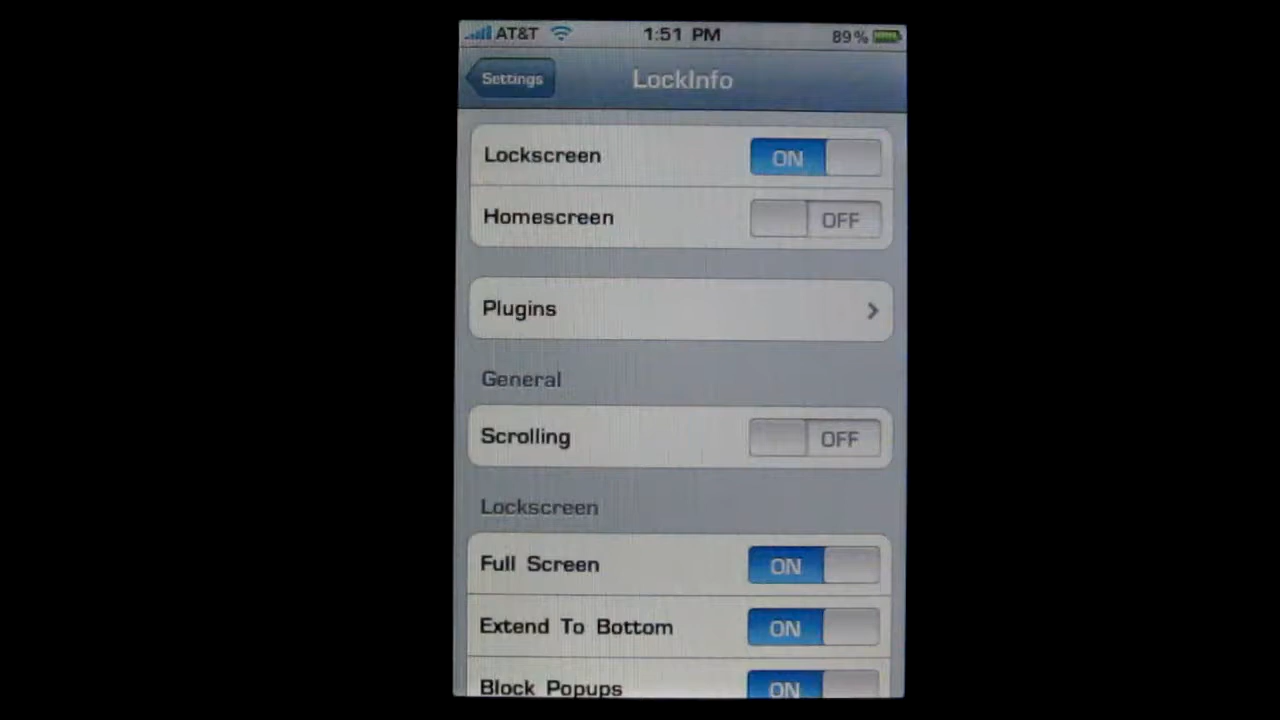 AT&T 1:51 PM 89%
Settings LockInfo
Lockscreen ON
Homescreen OFF
Plugins
General
Scrolling OFF
Lockscreen
Full Screen ON
Extend To Bottom ON
Block Popups ON